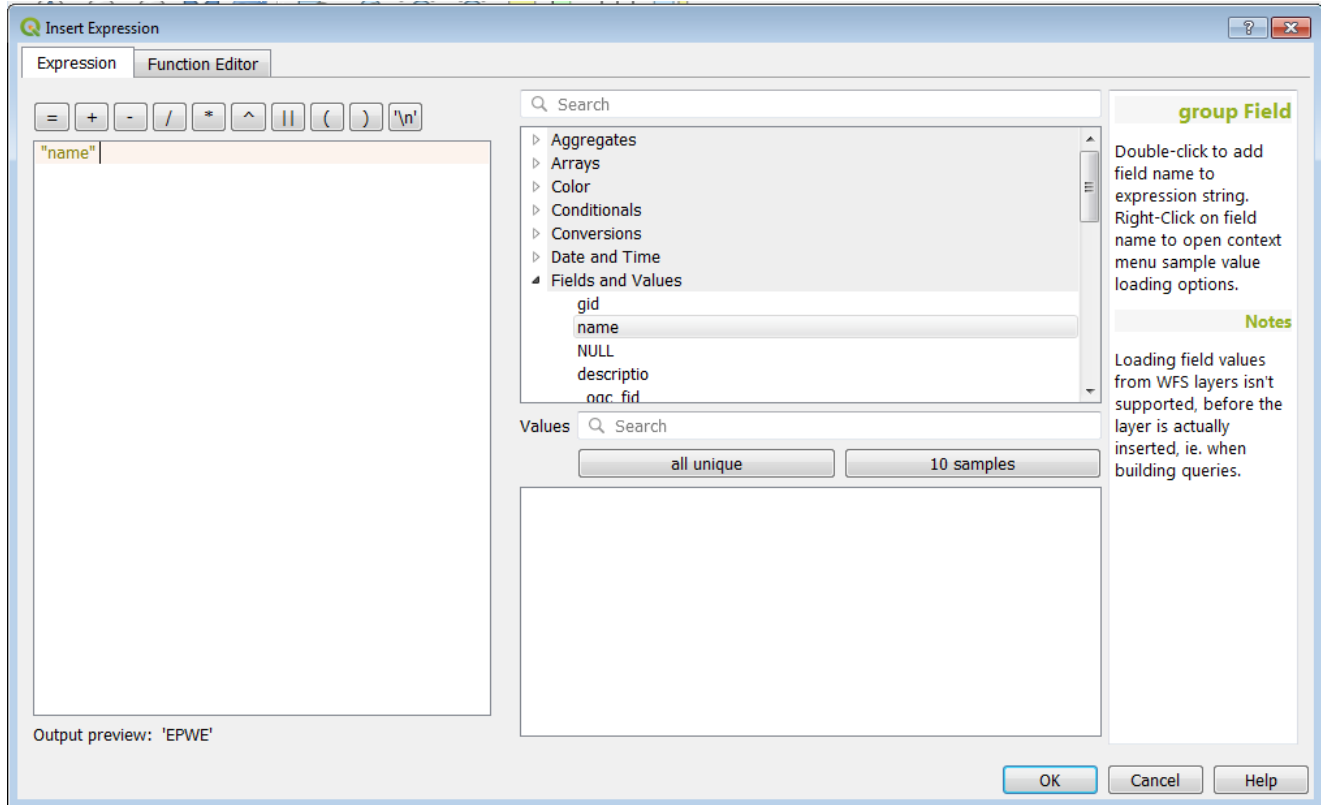 Insert Expression
Expression
Function Editor
= + - / * ^ || ( ) '\n'
"name"
Output preview: 'EPWE'
Search
Aggregates
Arrays
Color
Conditionals
Conversions
Date and Time
Fields and Values
gid
name
NULL
descriptio
ogc_fid
Values
Search
all unique
10 samples
group Field
Double-click to add
field name to
expression string.
Right-Click on field
name to open context
menu sample value
loading options.
Notes
Loading field values
from WFS layers isn't
supported, before the
layer is actually
inserted, ie. when
building queries.
OK
Cancel
Help